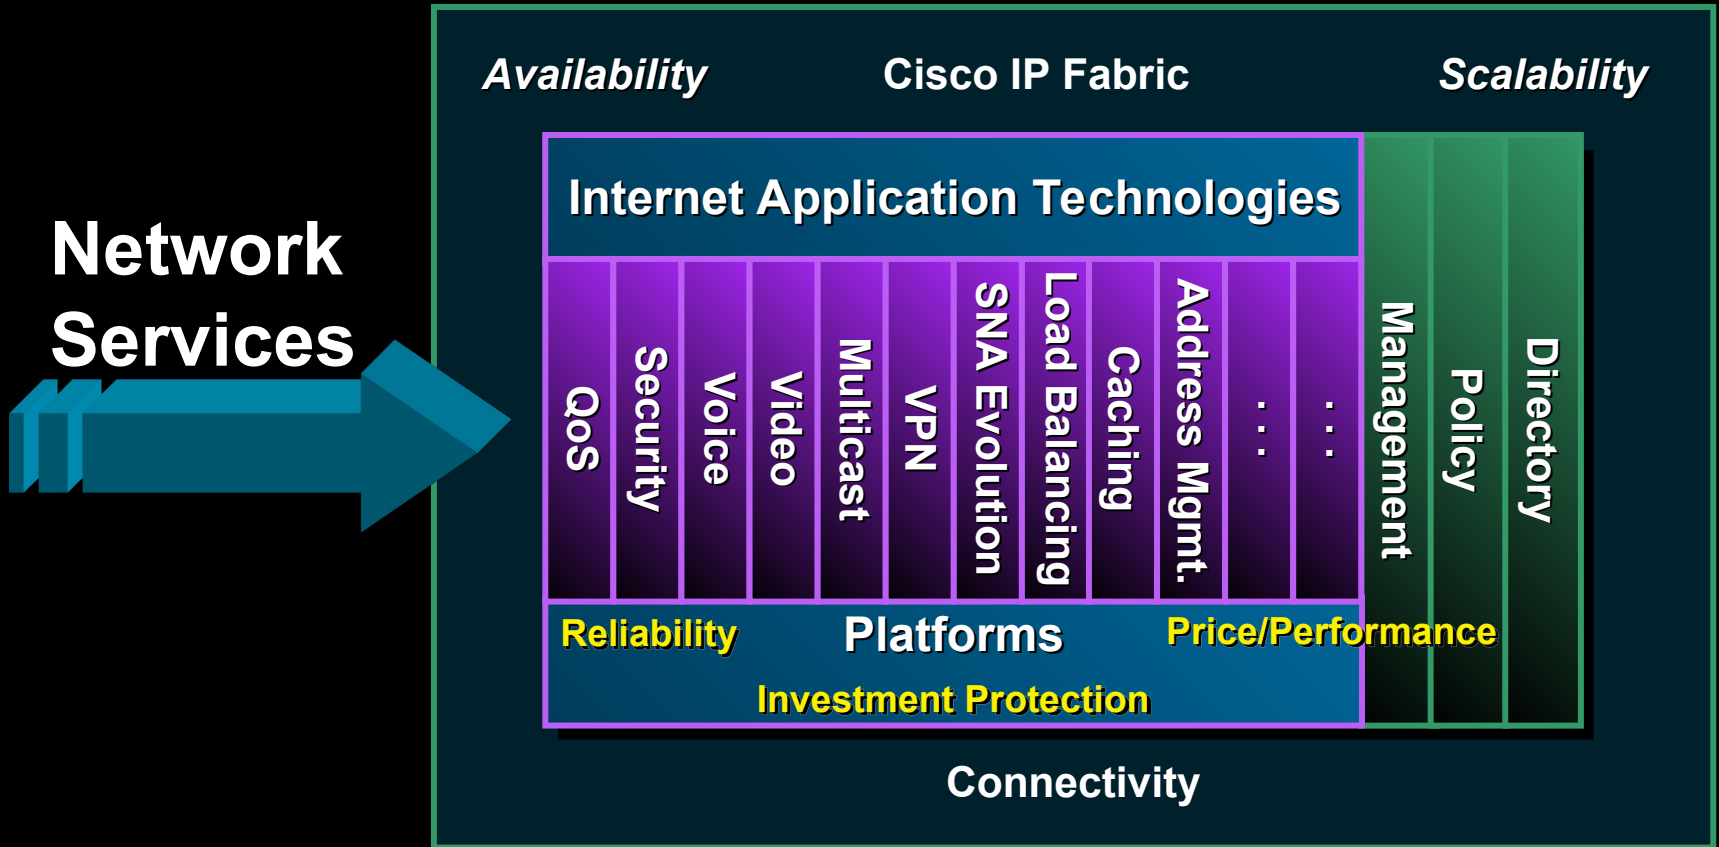 Availability
Cisco IP Fabric
Scalability
Network
Services
Internet Application Technologies
QoS
Security
Voice
Video
Multicast
VPN
SNA Evolution
Load Balancing
Caching
Address Mgmt.
. . .
. . .
Management
Policy
Directory
Reliability
Platforms
Price/Performance
Investment Protection
Connectivity